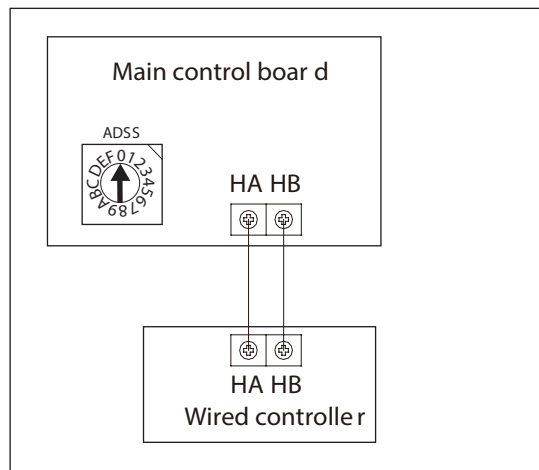 Main control boar d
ADSS
0123456789ABCDEF
HA HB
HA HB
Wired controlle r